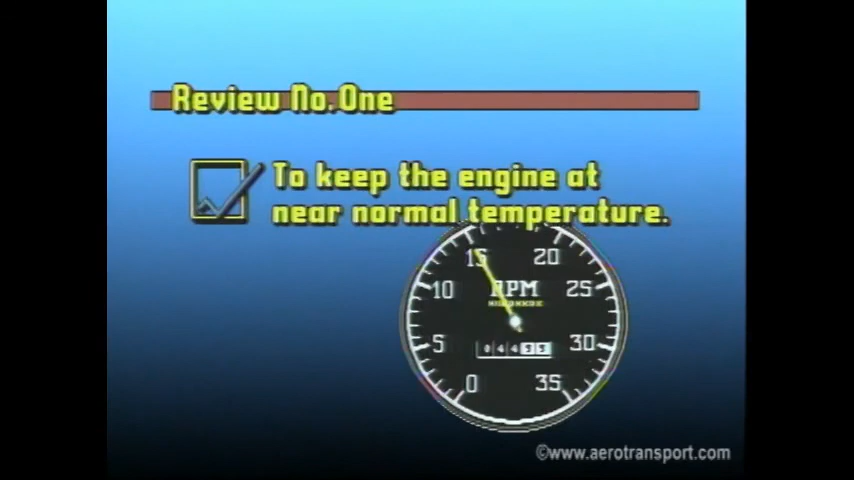 Review No. One
To keep the engine at
near normal temperature.
15 20
10 RPM 25
5 30
0 35
©www.aerotransport.com